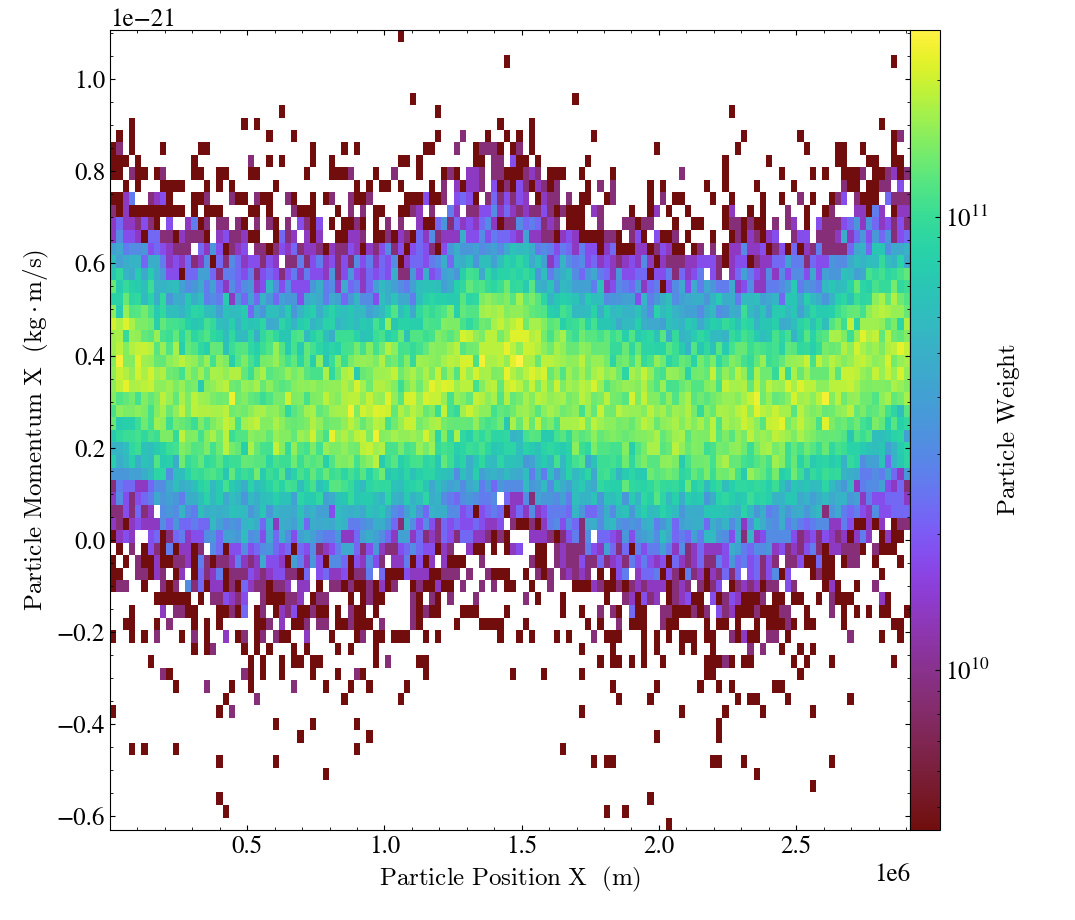 1e−21
1.0
0.8
0.6
0.4
0.2
0.0
−0.2
−0.4
−0.6
Particle Momentum X (kg · m/s)
0.5 1.0 1.5 2.0 2.5
1e6
Particle Position X (m)
10¹¹
10¹⁰
Particle Weight